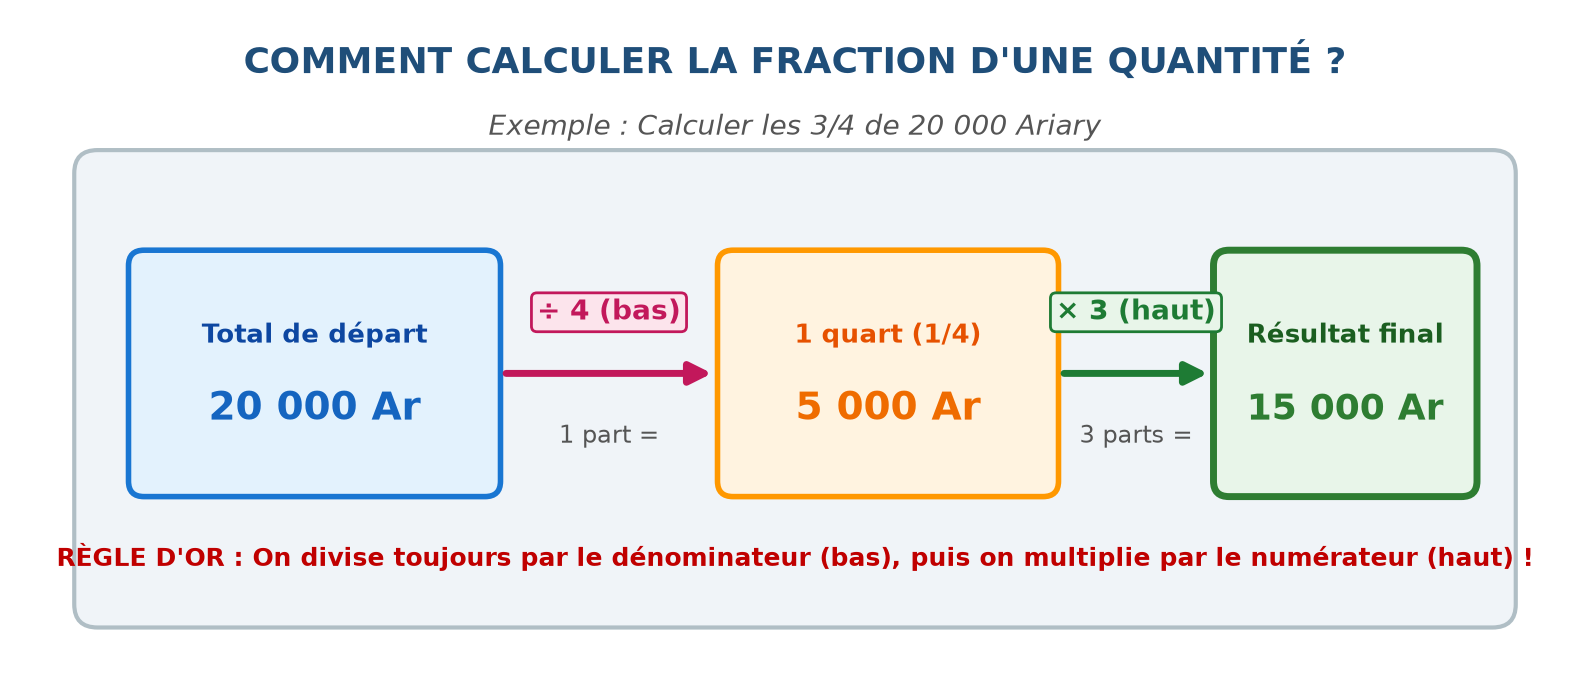 COMMENT CALCULER LA FRACTION D'UNE QUANTITÉ ?
Exemple : Calculer les 3/4 de 20 000 Ariary
Total de départ
20 000 Ar
÷ 4 (bas)
1 part =
1 quart (1/4)
5 000 Ar
× 3 (haut)
3 parts =
Résultat final
15 000 Ar
RÈGLE D'OR : On divise toujours par le dénominateur (bas), puis on multiplie par le numérateur (haut) !